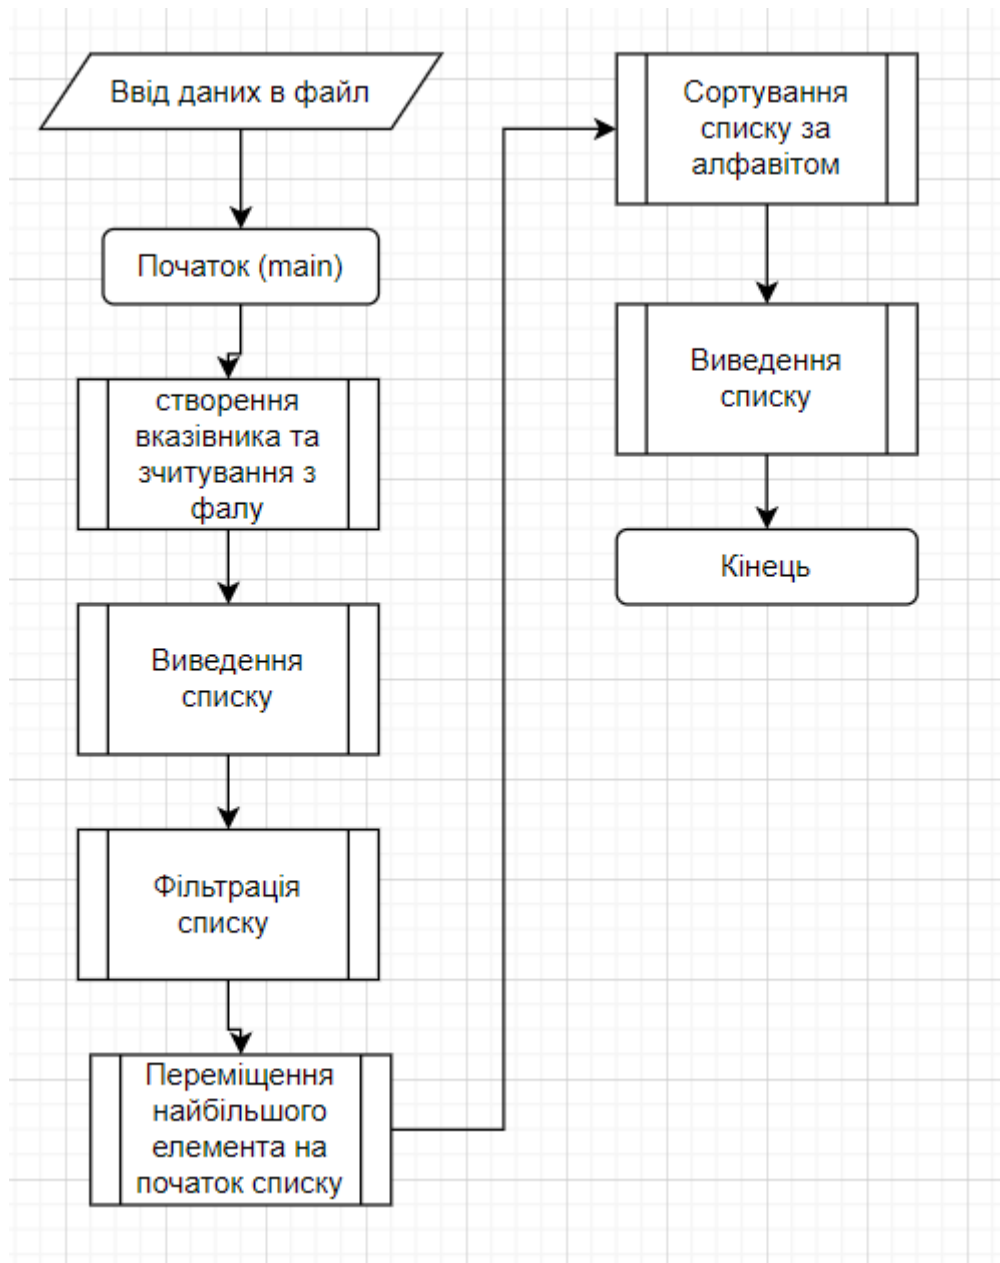 Ввід даних в файл
Початок (main)
створення
вказівника та
зчитування з
фалу
Виведення
списку
Фільтрація
списку
Переміщення
найбільшого
елемента на
початок списку
Сортування
списку за
алфавітом
Виведення
списку
Кінець